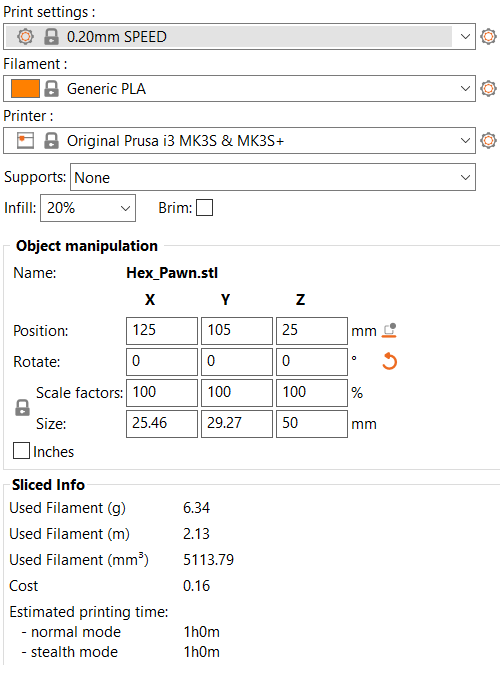 Print settings :
0.20mm SPEED
Filament :
Generic PLA
Printer :
Original Prusa i3 MK3S & MK3S+
Supports: None
Infill: 20% Brim:
Object manipulation
Name: Hex_Pawn.stl
X Y Z
Position: 125 105 25 mm
Rotate: 0 0 0 °
Scale factors: 100 100 100 %
Size: 25.46 29.27 50 mm
Inches
Sliced Info
Used Filament (g) 6.34
Used Filament (m) 2.13
Used Filament (mm³) 5113.79
Cost 0.16
Estimated printing time:
- normal mode 1h0m
- stealth mode 1h0m